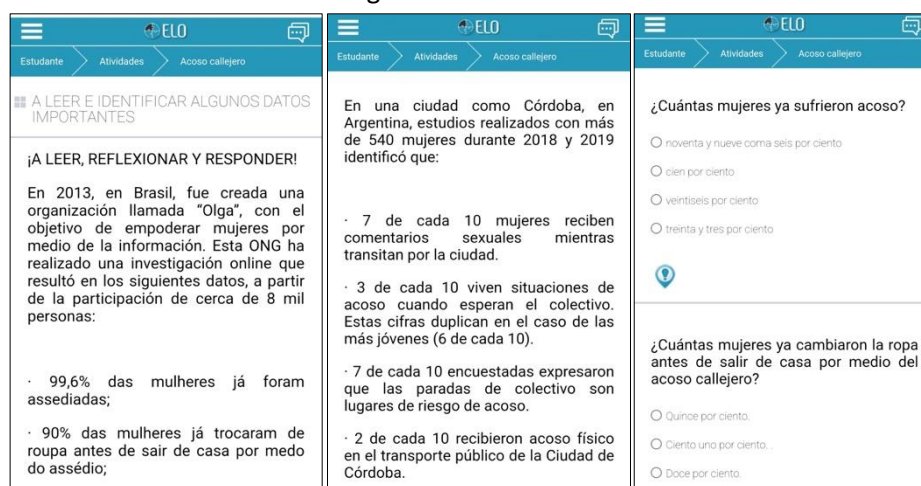 ELO
Estudante Atividades Acoso callejero
A LEER E IDENTIFICAR ALGUNOS DATOS
IMPORTANTES
¡A LEER, REFLEXIONAR Y RESPONDER!
En 2013, en Brasil, fue creada una
organización llamada “Olga”, con el
objetivo de empoderar mujeres por
medio de la información. Esta ONG ha
realizado una investigación online que
resultó en los siguientes datos, a partir
de la participación de cerca de 8 mil
personas:
· 99,6% das mulheres já foram
assediadas;
· 90% das mulheres já trocaram de
roupa antes de sair de casa por medo
do assédio;
ELO
Estudante Atividades Acoso callejero
En una ciudad como Córdoba, en
Argentina, estudios realizados con más
de 540 mujeres durante 2018 y 2019
identificó que:
· 7 de cada 10 mujeres reciben
comentarios sexuales mientras
transitan por la ciudad.
· 3 de cada 10 viven situaciones de
acoso cuando esperan el colectivo.
Estas cifras duplican en el caso de las
más jóvenes (6 de cada 10).
· 7 de cada 10 encuestadas expresaron
que las paradas de colectivo son
lugares de riesgo de acoso.
· 2 de cada 10 recibieron acoso físico
en el transporte público de la Ciudad de
Córdoba.
ELO
Estudante Atividades Acoso callejero
¿Cuántas mujeres ya sufrieron acoso?
noventa y nueve coma seis por ciento
cien por ciento
veintiseis por ciento
treinta y tres por ciento
¿Cuántas mujeres ya cambiaron la ropa
antes de salir de casa por medio del
acoso callejero?
Quince por ciento.
Ciento uno por ciento. .
Doce por ciento.